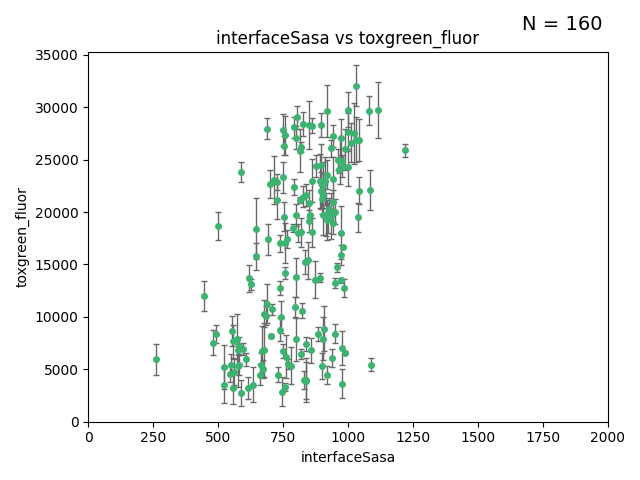 N = 160
interfaceSasa vs toxgreen_fluor
35000
30000
25000
20000
15000
10000
5000
0
toxgreen_fluor
0 250 500 750 1000 1250 1500 1750 2000
interfaceSasa